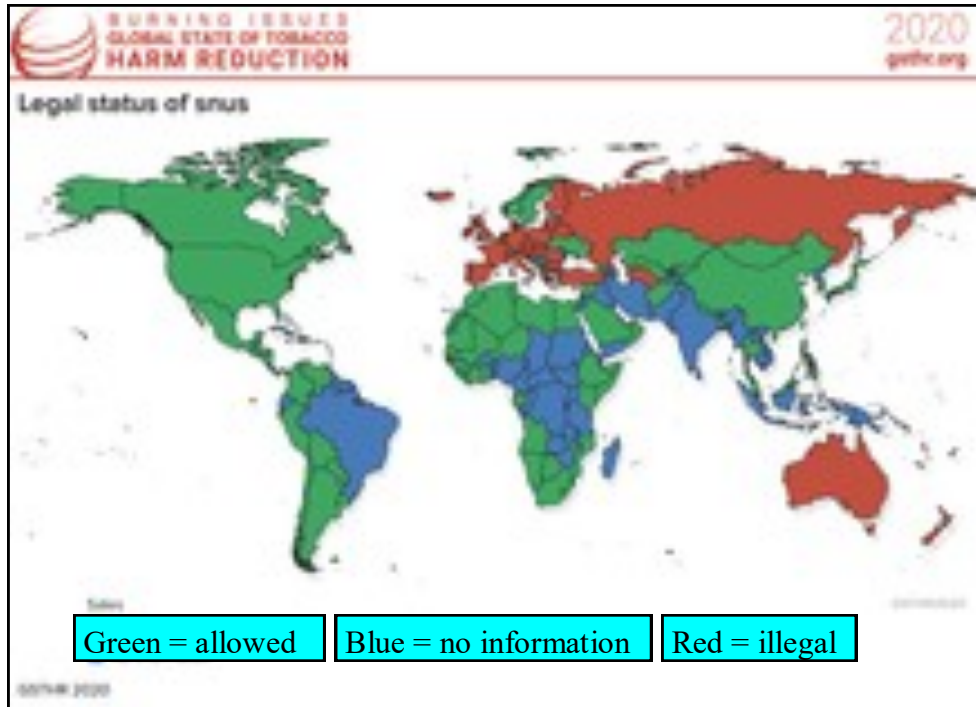 BURNING ISSUES
GLOBAL STATE OF TOBACCO
HARM REDUCTION
2020
gsthr.org
Legal status of snus
Green = allowed
Blue = no information
Red = illegal
GSTHR 2020